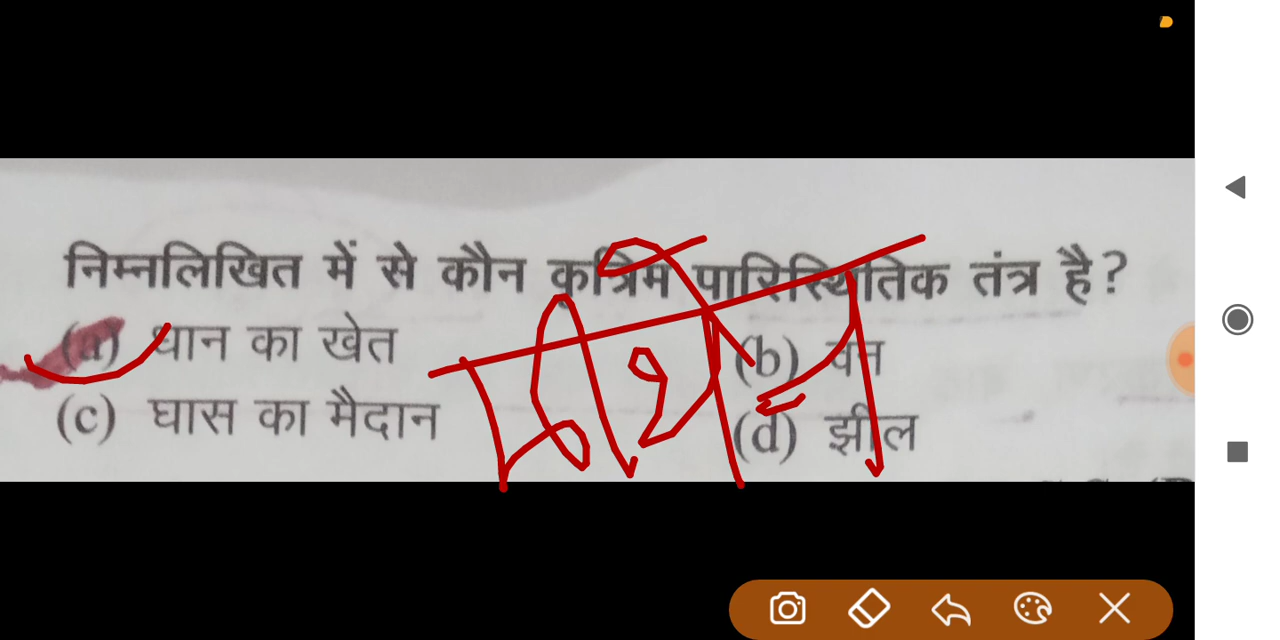 निम्नलिखित में से कौन कृत्रिम पारिस्थितिक तंत्र है?
(a) धान का खेत
(b) वन
(c) घास का मैदान
(d) झील